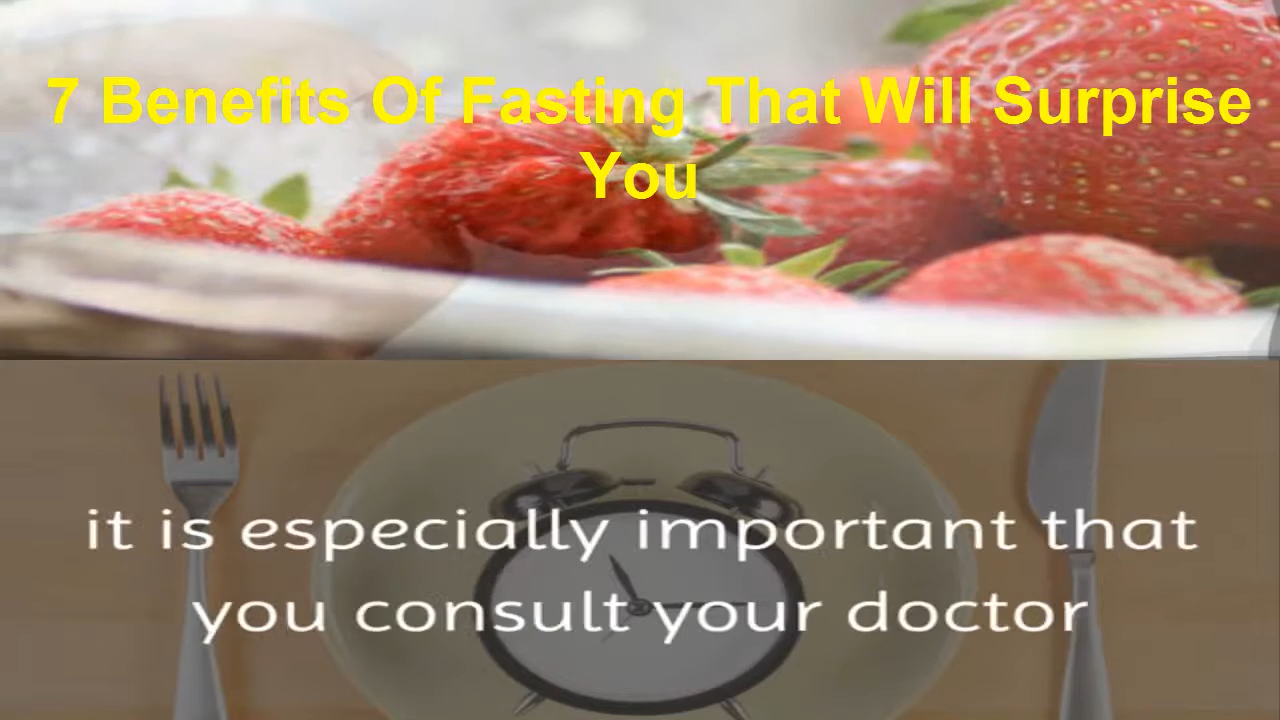 7 Benefits Of Fasting That Will Surprise
You
it is especially important that
you consult your doctor